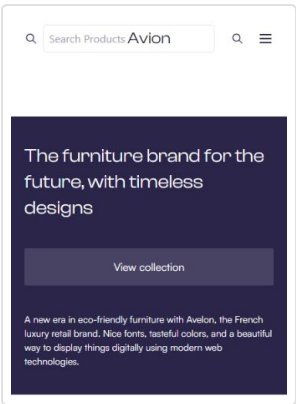 Search Products Avion
The furniture brand for the
future, with timeless
designs
View collection
A new era in eco-friendly furniture with Avelon, the French
luxury retail brand. Nice fonts, tasteful colors, and a beautiful
way to display things digitally using modern web
technologies.